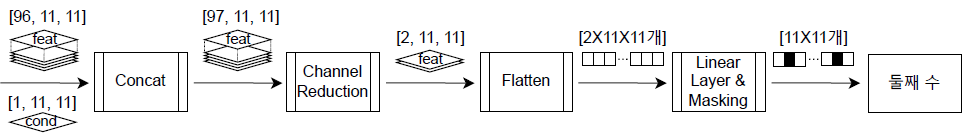 [96, 11, 11]
feat
[1, 11, 11]
cond
Concat
[97, 11, 11]
feat
Channel
Reduction
[2, 11, 11]
feat
Flatten
[2X11X11개]
...
Linear
Layer &
Masking
[11X11개]
...
둘째 수